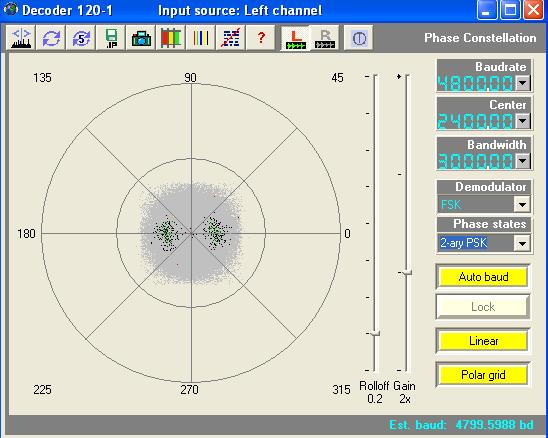 Decoder 120-1 Input source: Left channel
5 .IP ? L R Phase Constellation
135 90 45
180 0
225 270 315
Rolloff Gain
0.2 2x
Baudrate
4800.00
Center
2400.00
Bandwidth
3000.00
Demodulator
FSK
Phase states
2-ary PSK
Auto baud
Lock
Linear
Polar grid
Est. baud: 4799.5988 bd